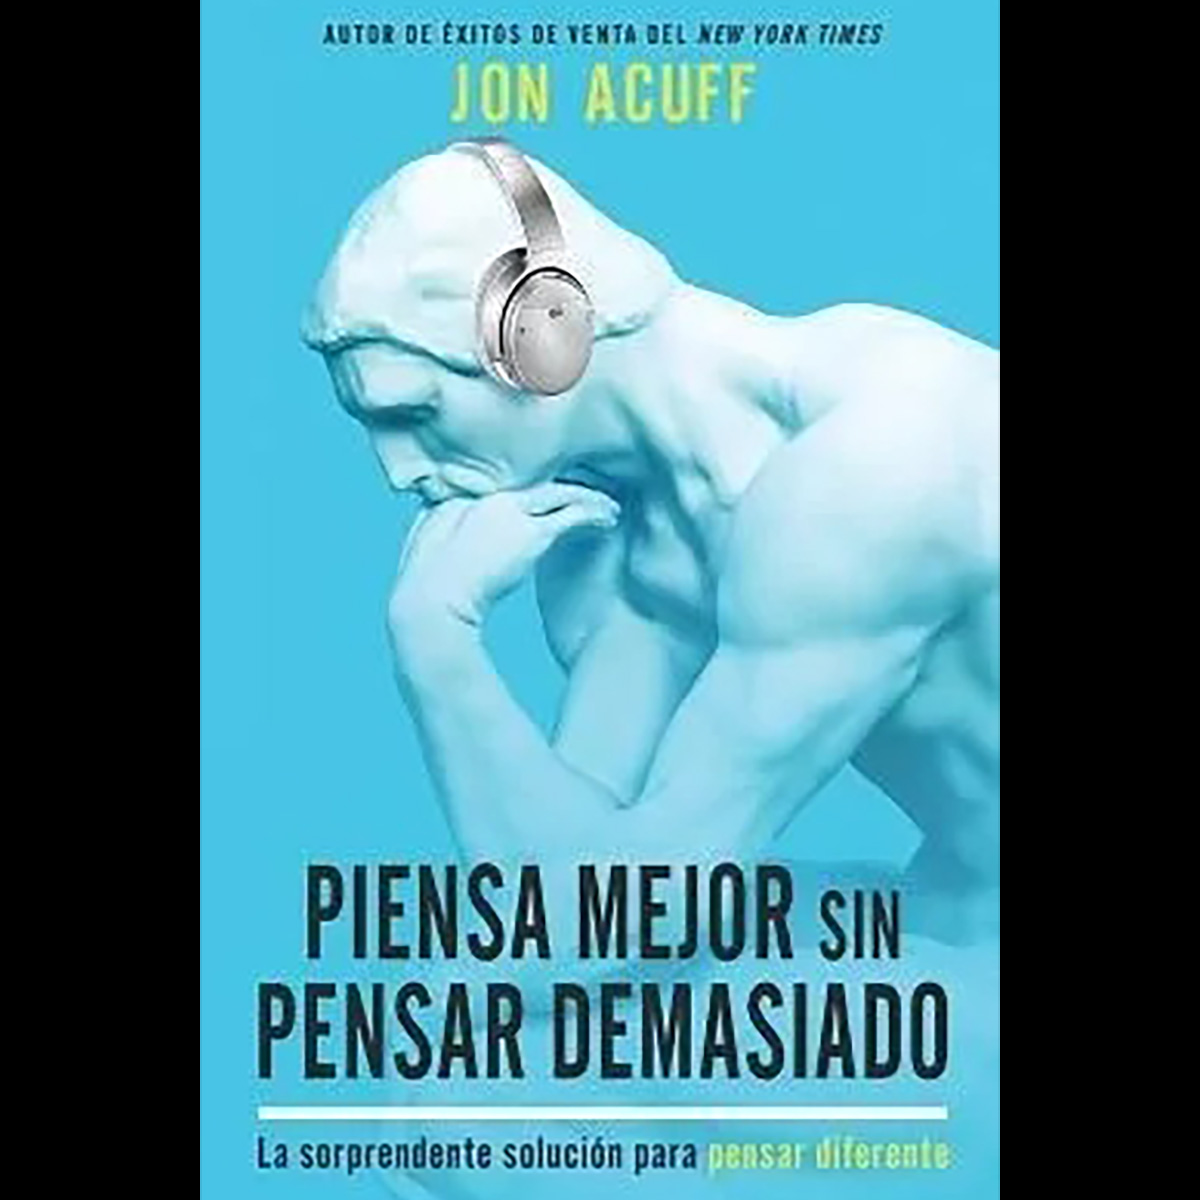 AUTOR DE ÉXITOS DE VENTA DEL NEW YORK TIMES
JON ACUFF
PIENSA MEJOR SIN
PENSAR DEMASIADO
La sorprendente solución para pensar diferente